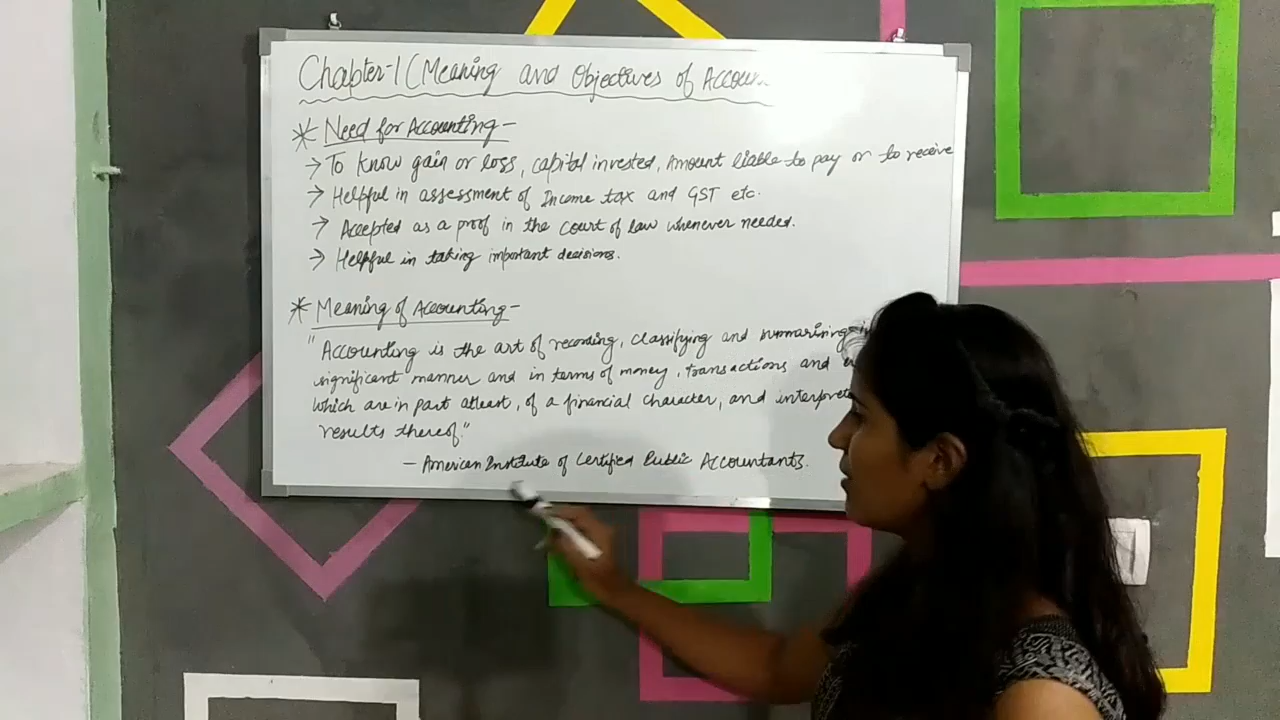 Chapter-1 (Meaning and Objectives of
* Need for Accounting -
→ To know gain or loss, capital invested, Amount liable to pay or to receive
→ Helpful in assessment of Income tax and GST etc.
→ Accepted as a proof in the court of law whenever needed.
→ Helpful in taking important decisions.
* Meaning of Accounting -
"Accounting is the art of recording, classifying and summarising
significant manner and in terms of money, transactions and
which are in part atleast, of a financial character, and
results thereof."
- American Institute of Certified Public Accountants.